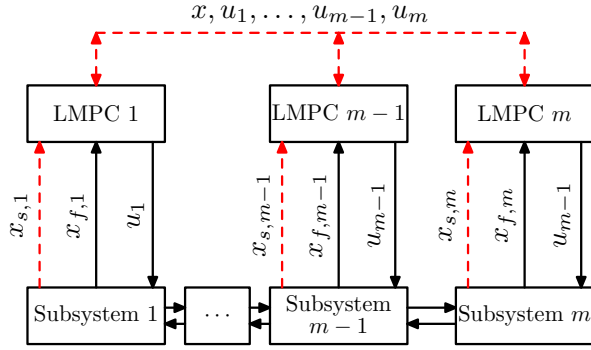 x, u_1, ..., u_{m−1}, u_m
LMPC 1
LMPC m − 1
LMPC m
x_{s,1}
x_{f,1}
u_1
x_{s,m−1}
x_{f,m−1}
u_{m−1}
x_{s,m}
x_{f,m}
u_{m−1}
Subsystem 1
...
Subsystem
m − 1
Subsystem m